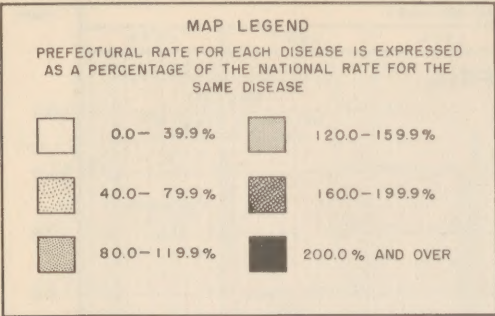 MAP LEGEND
PREFECTURAL RATE FOR EACH DISEASE IS EXPRESSED
AS A PERCENTAGE OF THE NATIONAL RATE FOR THE
SAME DISEASE
0.0 – 39.9 %
120.0 – 159.9 %
40.0 – 79.9 %
160.0 – 199.9 %
80.0 – 119.9 %
200.0 % AND OVER